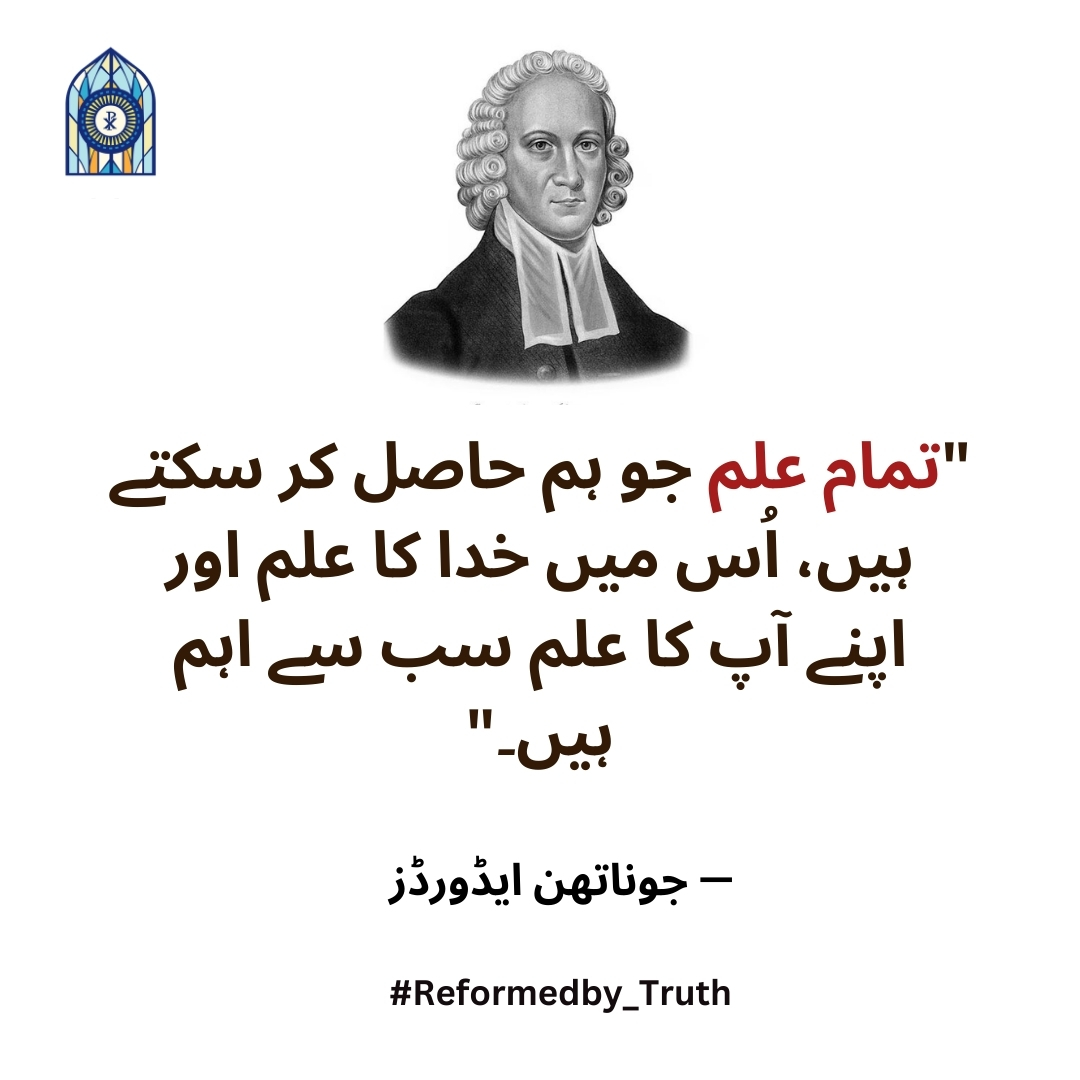 "تمام علم جو ہم حاصل کر سکتے
ہیں، اُس میں خدا کا علم اور
اپنے آپ کا علم سب سے اہم
ہیں۔"
— جوناتھن ایڈورڈز
#Reformedby_Truth